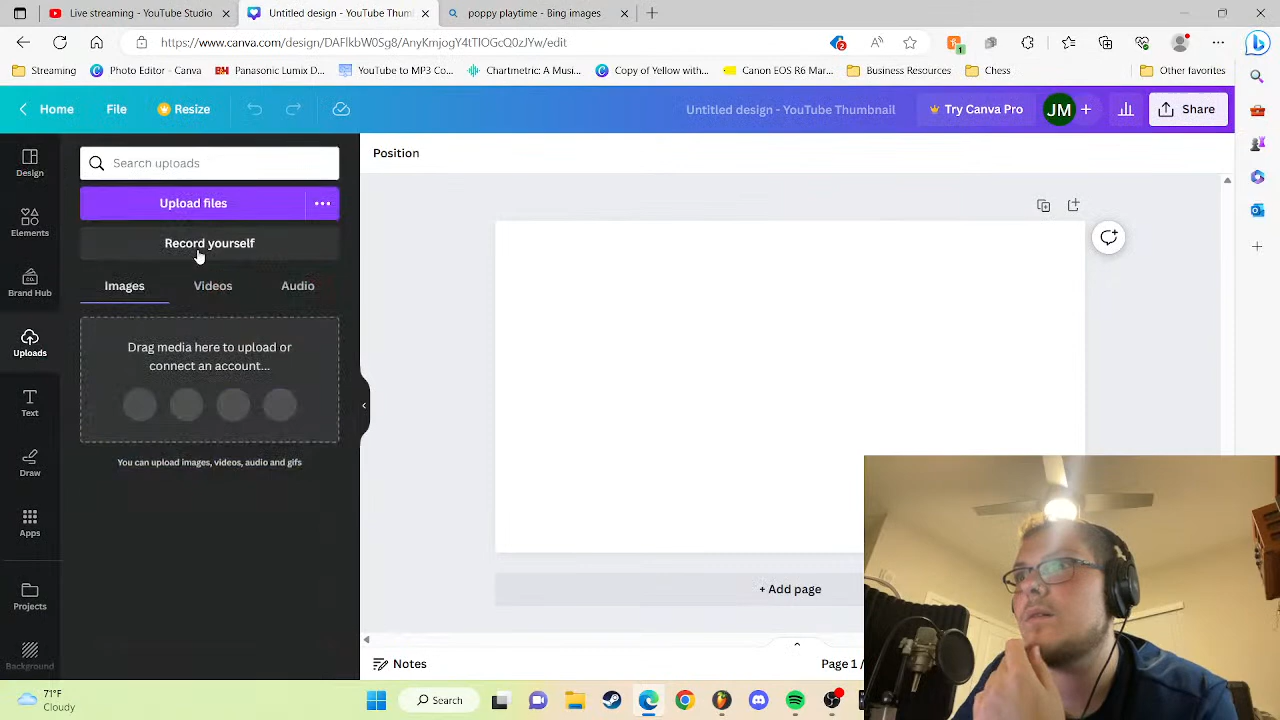 Live Streaming - YouTube Studio
Untitled design - YouTube Thum
poppy playtime - Bing images
https://www.canva.com/design/DAFlkbW0Sg8/AnyKmjogY4tTlOGcQ0zJYw/edit
2
1
Streaming
Photo Editor - Canva
Panasonic Lumix D...
YouTube to MP3 Co...
Chartreric A Mus...
Copy of Yellow with...
Canon EOS R6 Mar...
Business Resources
Chess
Other favorites
Home
File
Resize
Untitled design - YouTube Thumbnail
Try Canva Pro
JM
Share
Design
Search uploads
Position
Upload files
Elements
Record yourself
Brand Hub
Images
Videos
Audio
Uploads
Drag media here to upload or
connect an account...
Text
You can upload images, videos, audio and gifs
Draw
Apps
Projects
+ Add page
Background
Notes
Page 1 /
71°F
Cloudy
Search